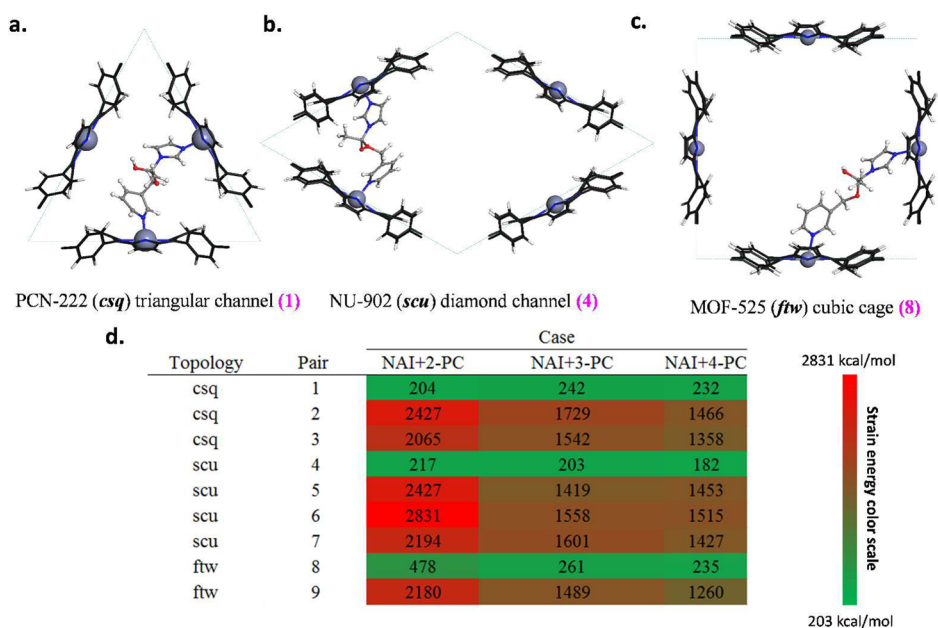 a.
b.
c.
PCN-222 (csq) triangular channel (1)
NU-902 (scu) diamond channel (4)
MOF-525 (ftw) cubic cage (8)
d.
Case
Topology Pair NAI+2-PC NAI+3-PC NAI+4-PC
csq 1 204 242 232
csq 2 2427 1729 1466
csq 3 2065 1542 1358
scu 4 217 203 182
scu 5 2427 1419 1453
scu 6 2831 1558 1515
scu 7 2194 1601 1427
ftw 8 478 261 235
ftw 9 2180 1489 1260
2831 kcal/mol
Strain energy color scale
203 kcal/mol